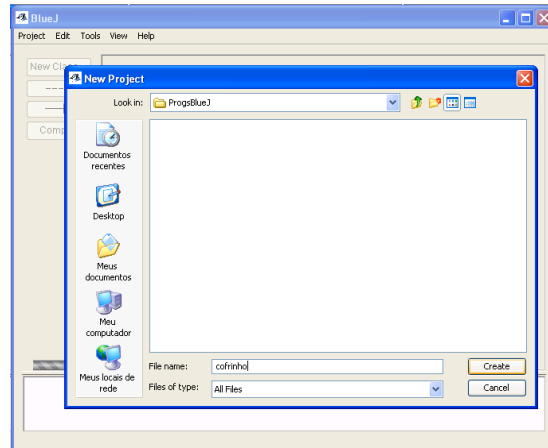 BlueJ
Project Edit Tools View Help
New Class...
New Project
Look in: ProgsBlueJ
Documentos
recentes
Desktop
Meus
documentos
Meu
computador
Meus locais de
rede
File name: cofrinho
Create
Files of type: All Files
Cancel